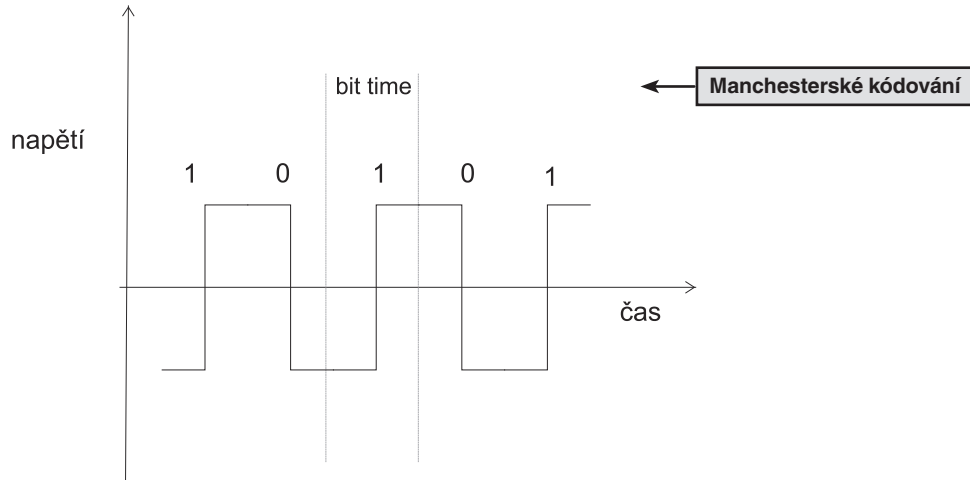 bit time
Manchesterské kódování
napětí
1 0 1 0 1
čas